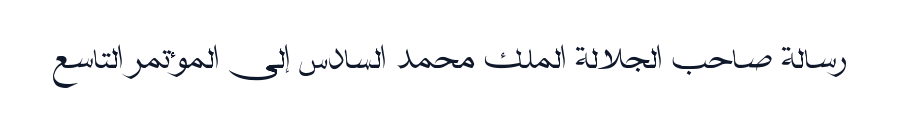 رسالة صاحب الجلالة الملك محمد السادس إلى المؤتمر التاسع